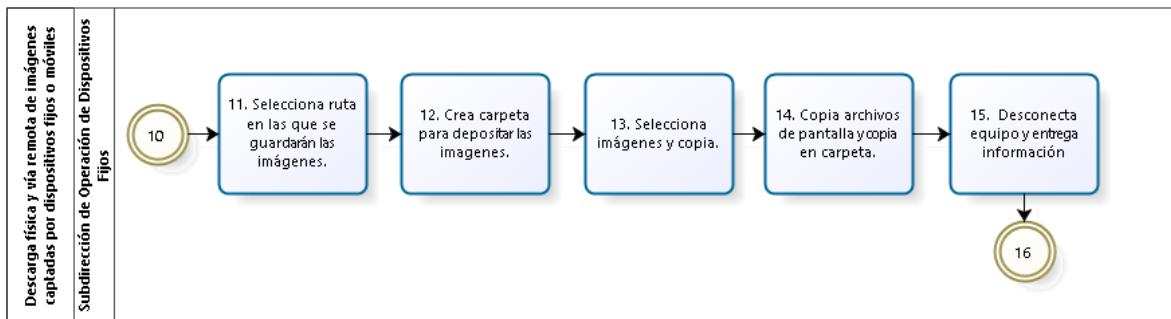 Descarga física y vía remota de imágenes
captadas por dispositivos fijos o móviles
Subdirección de Operación de Dispositivos
Fijos
10
11. Selecciona ruta
en las que se
guardarán las
imágenes.
12. Crea carpeta
para depositar las
imagenes.
13. Selecciona
imágenes y copia.
14. Copia archivos
de pantalla y copia
en carpeta.
15. Desconecta
equipo y entrega
información
16